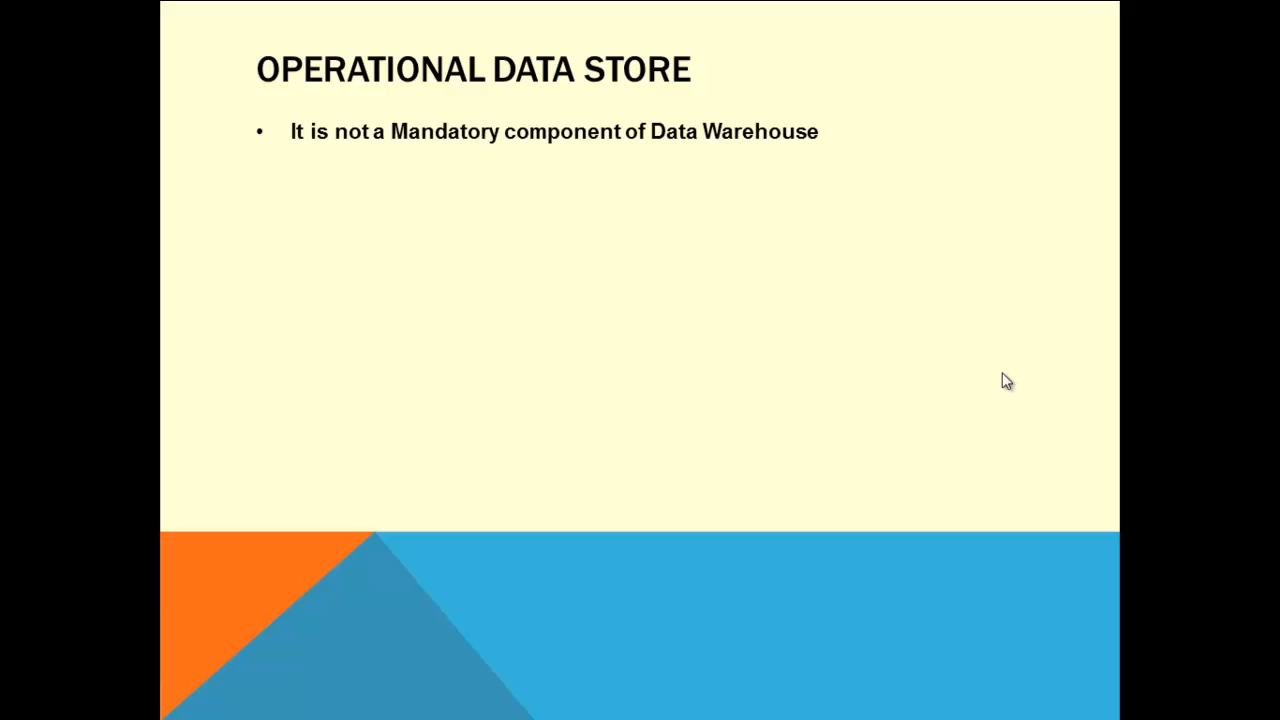 OPERATIONAL DATA STORE
• It is not a Mandatory component of Data Warehouse